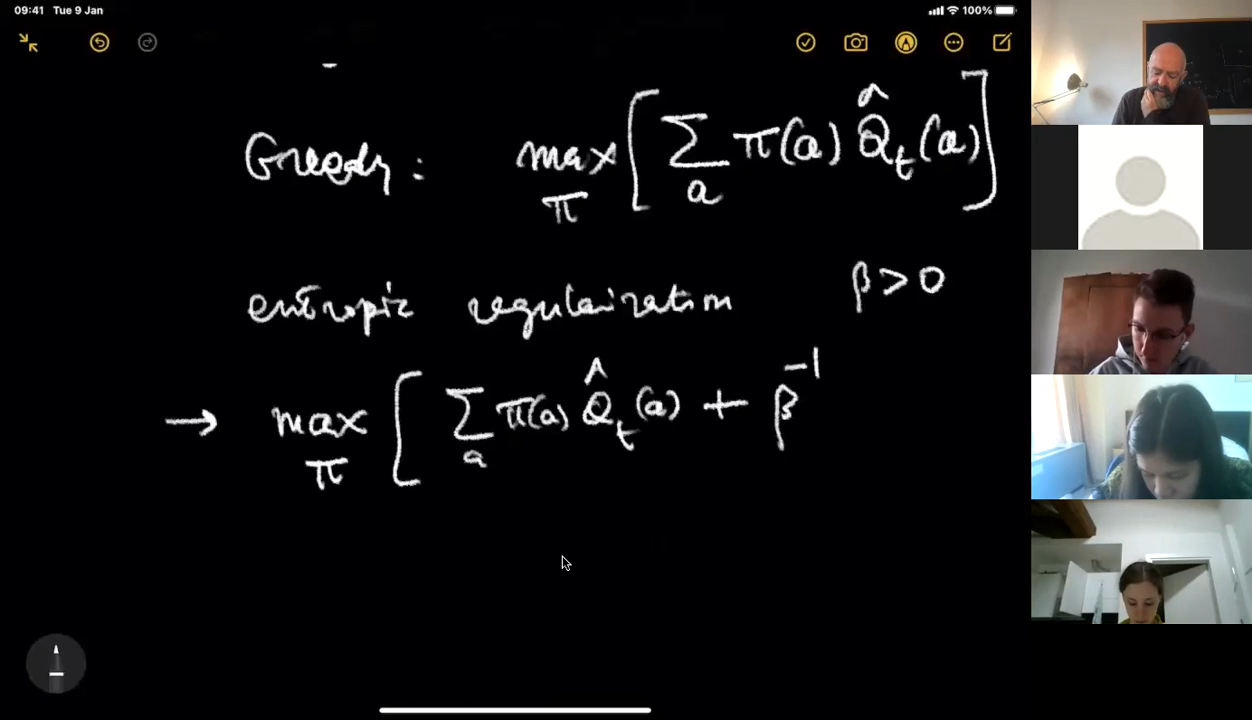 09:41 Tue 9 Jan 100%
Greedy: max_π [ Σ_a π(a) Q̂_t(a) ]
entropic regularization β > 0
→ max_π [ Σ_a π(a) Q̂_t(a) + β^{-1}